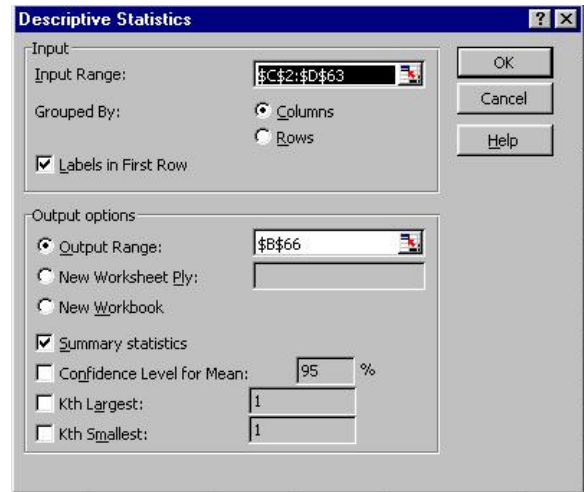 Descriptive Statistics
Input
Input Range: $C$2:$D$63
Grouped By: Columns
Rows
Labels in First Row
OK
Cancel
Help
Output options
Output Range: $B$66
New Worksheet Ply:
New Workbook
Summary statistics
Confidence Level for Mean: 95 %
Kth Largest: 1
Kth Smallest: 1